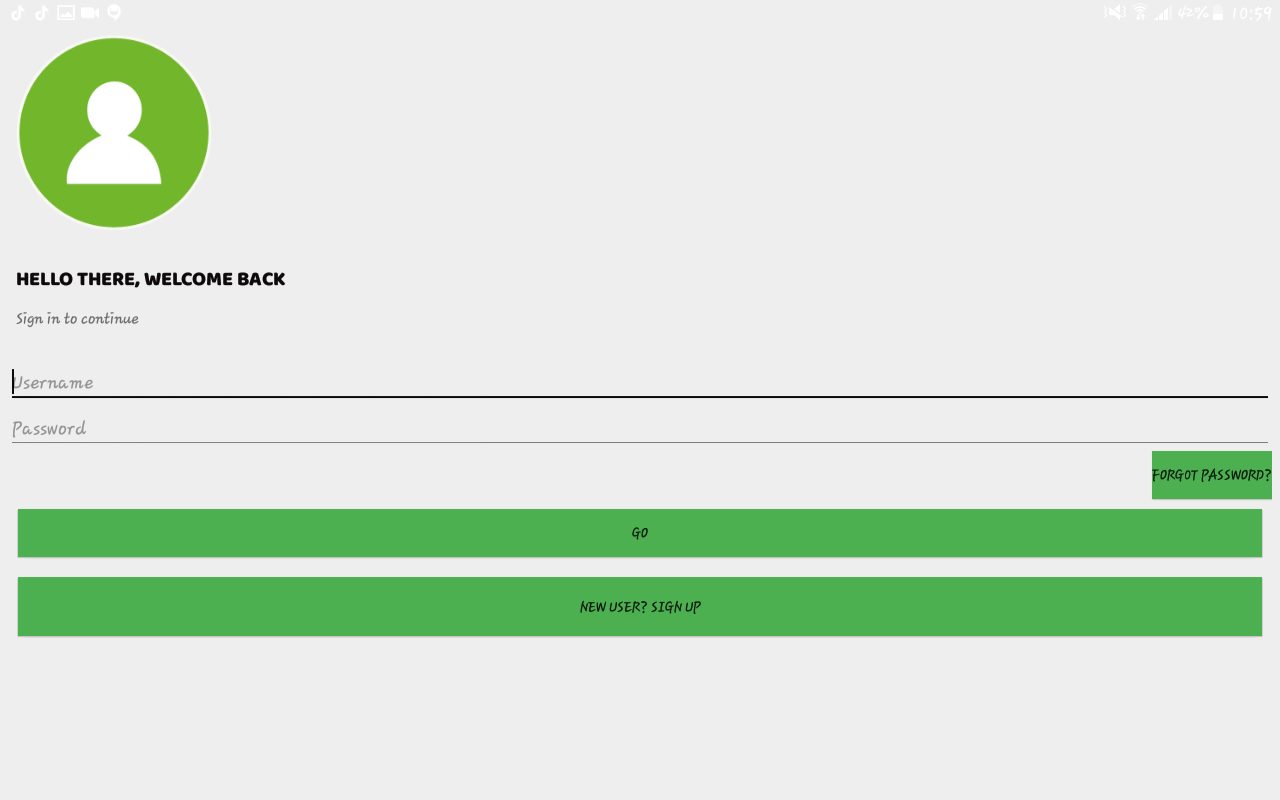 42% 10:59
HELLO THERE, WELCOME BACK
Sign in to continue
Username
Password
FORGOT PASSWORD?
GO
NEW USER? SIGN UP